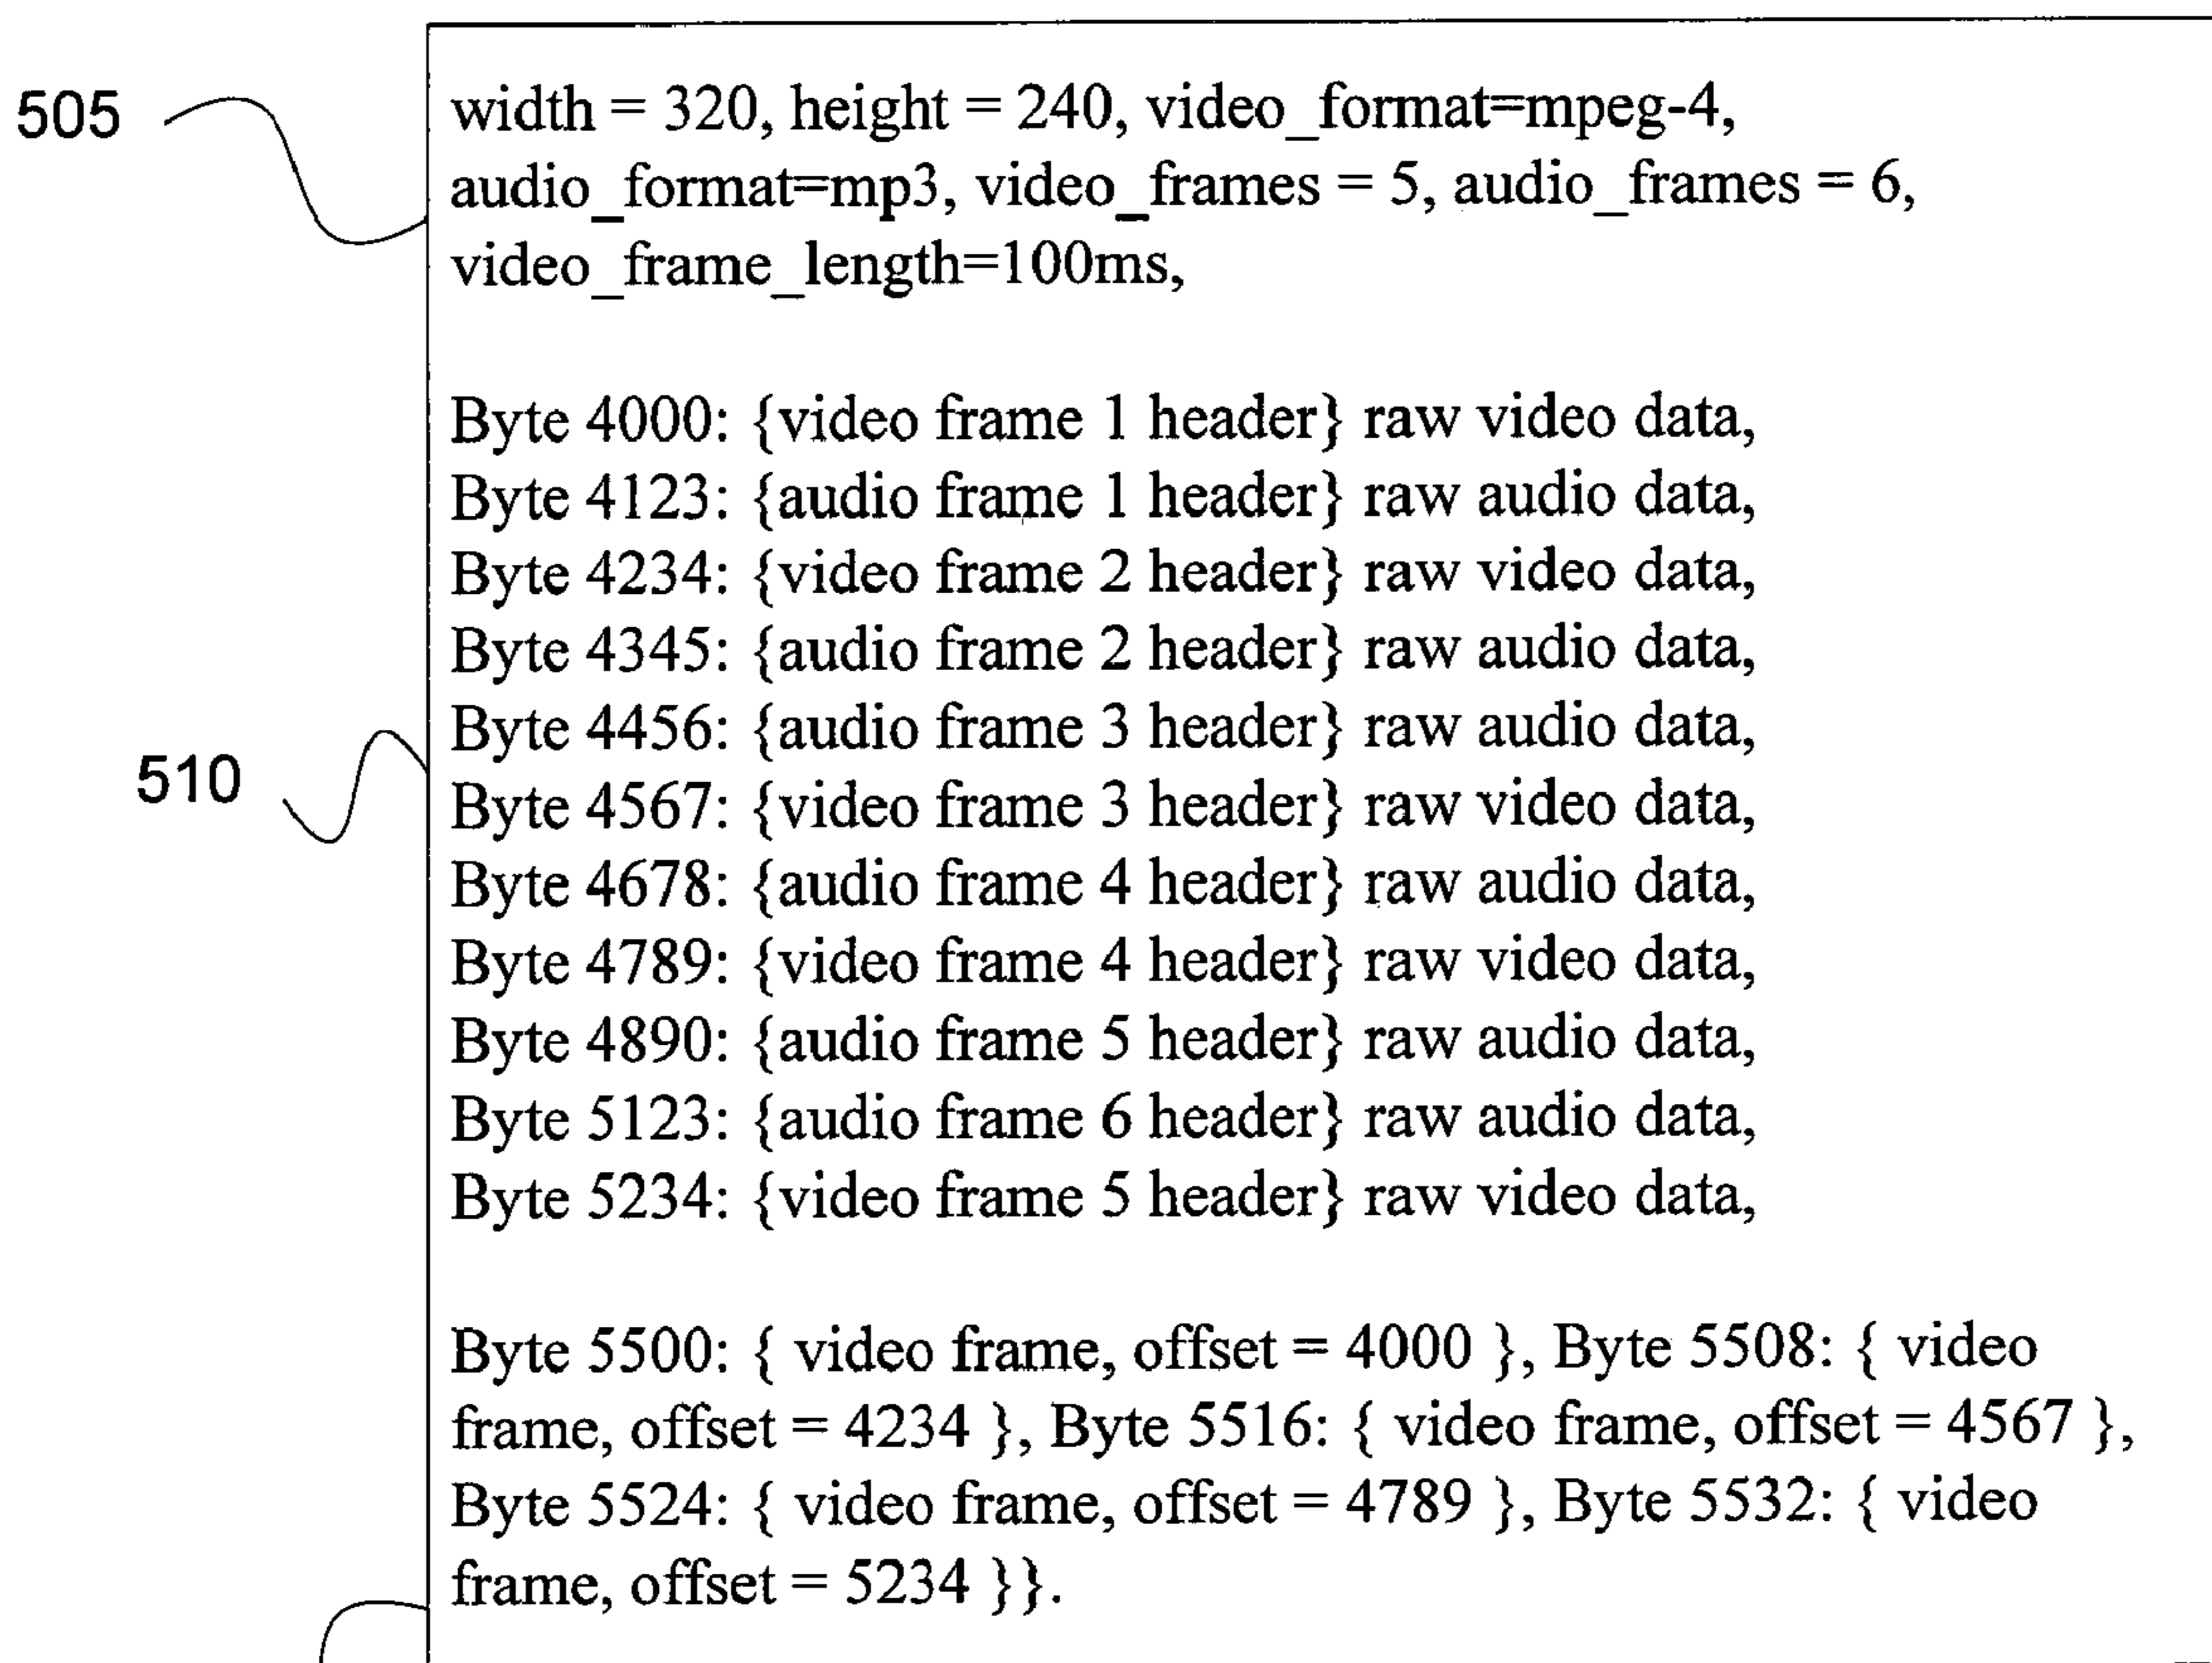 505
width = 320, height = 240, video_format=mpeg-4,
audio_format=mp3, video_frames = 5, audio_frames = 6,
video_frame_length=100ms,
Byte 4000: {video frame 1 header} raw video data,
Byte 4123: {audio frame 1 header} raw audio data,
Byte 4234: {video frame 2 header} raw video data,
Byte 4345: {audio frame 2 header} raw audio data,
Byte 4456: {audio frame 3 header} raw audio data,
510
Byte 4567: {video frame 3 header} raw video data,
Byte 4678: {audio frame 4 header} raw audio data,
Byte 4789: {video frame 4 header} raw video data,
Byte 4890: {audio frame 5 header} raw audio data,
Byte 5123: {audio frame 6 header} raw audio data,
Byte 5234: {video frame 5 header} raw video data,
Byte 5500: { video frame, offset = 4000 }, Byte 5508: { video
frame, offset = 4234 }, Byte 5516: { video frame, offset = 4567 },
Byte 5524: { video frame, offset = 4789 }, Byte 5532: { video
frame, offset = 5234 }}.